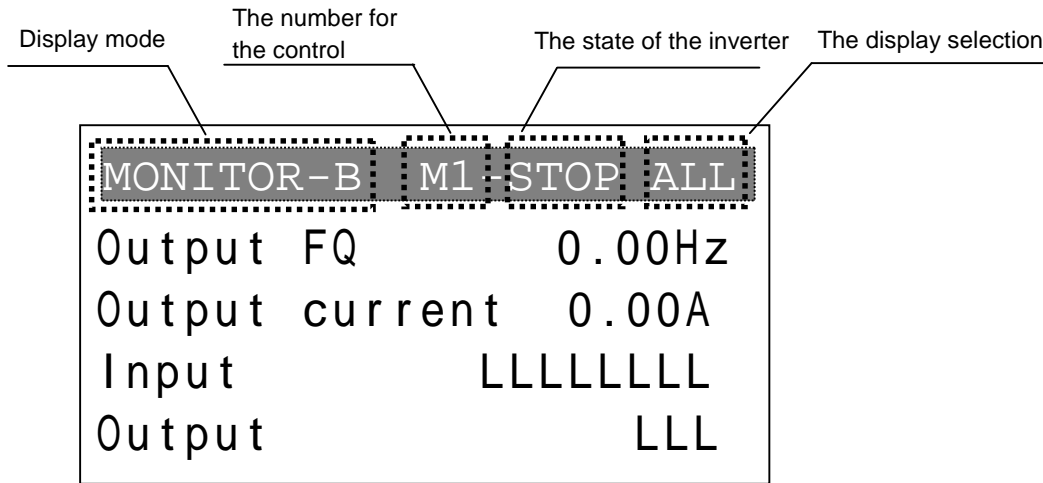 Display mode
The number for
the control
The state of the inverter
The display selection
MONITOR-B M1-STOP ALL
Output FQ 0.00Hz
Output current 0.00A
Input LLLLLLLL
Output LLL